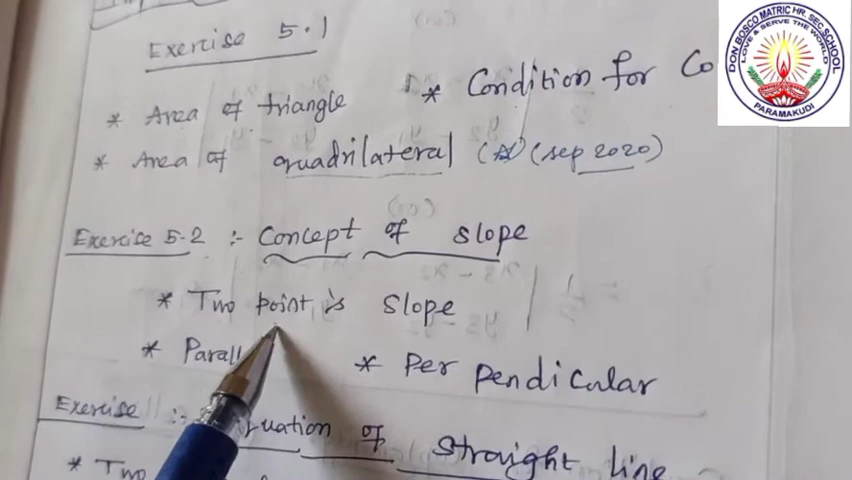 Exercise 5.1
* Area of triangle * Condition for Co
* Area of quadrilateral (Sep 2020)
Exercise 5.2 :- Concept of slope
* Two point is slope
* Parall * Perpendicular
Exercise :- uation of straight line
* Two
DON BOSCO MATRIC HR. SEC. SCHOOL
LOVE & SERVE THE WORLD
PARAMAKUDI